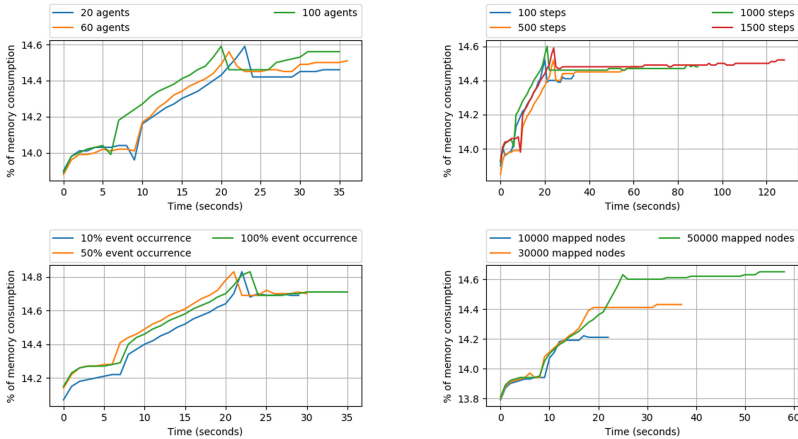 20 agents 100 agents
60 agents
14.6
14.4
14.2
14.0
% of memory consumption
0 5 10 15 20 25 30 35
Time (seconds)
100 steps 1000 steps
500 steps 1500 steps
14.6
14.4
14.2
14.0
% of memory consumption
0 20 40 60 80 100 120
Time (seconds)
10% event occurrence 100% event occurrence
50% event occurrence
14.8
14.6
14.4
14.2
% of memory consumption
0 5 10 15 20 25 30 35
Time (seconds)
10000 mapped nodes 50000 mapped nodes
30000 mapped nodes
14.6
14.4
14.2
14.0
13.8
% of memory consumption
0 10 20 30 40 50 60
Time (seconds)